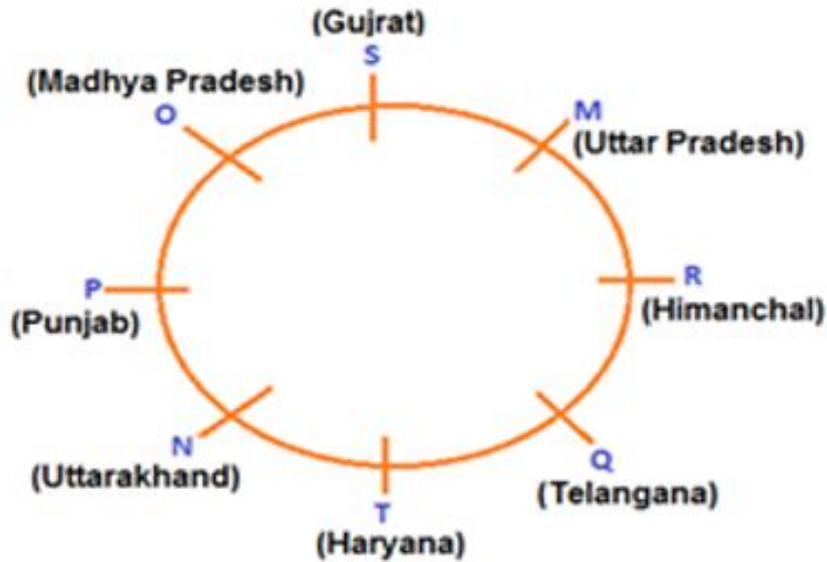 (Gujrat)
S
(Madhya Pradesh)
O
M
(Uttar Pradesh)
P
(Punjab)
R
(Himanchal)
N
(Uttarakhand)
Q
(Telangana)
T
(Haryana)